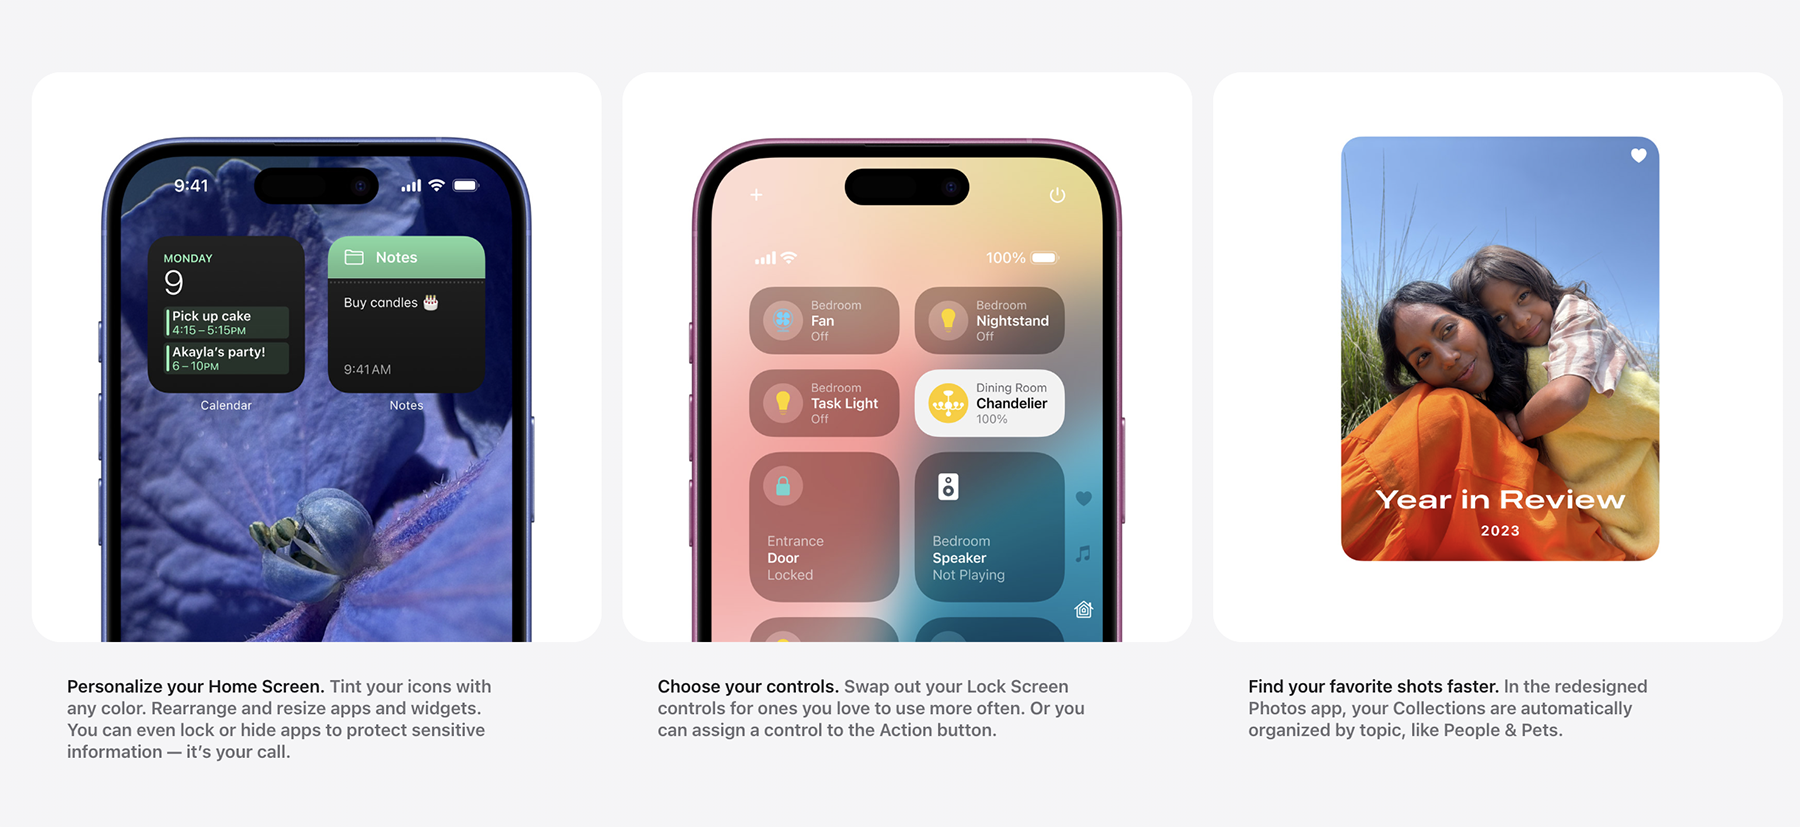 9:41
MONDAY
9
Pick up cake
4:15 – 5:15PM
Akayla’s party!
6 – 10PM
Calendar
Notes
Buy candles 🎂
9:41 AM
Notes
Personalize your Home Screen. Tint your icons with
any color. Rearrange and resize apps and widgets.
You can even lock or hide apps to protect sensitive
information — it’s your call.
100%
Bedroom
Fan
Off
Bedroom
Nightstand
Off
Bedroom
Task Light
Off
Dining Room
Chandelier
100%
Entrance
Door
Locked
Bedroom
Speaker
Not Playing
Choose your controls. Swap out your Lock Screen
controls for ones you love to use more often. Or you
can assign a control to the Action button.
Year in Review
2023
Find your favorite shots faster. In the redesigned
Photos app, your Collections are automatically
organized by topic, like People & Pets.